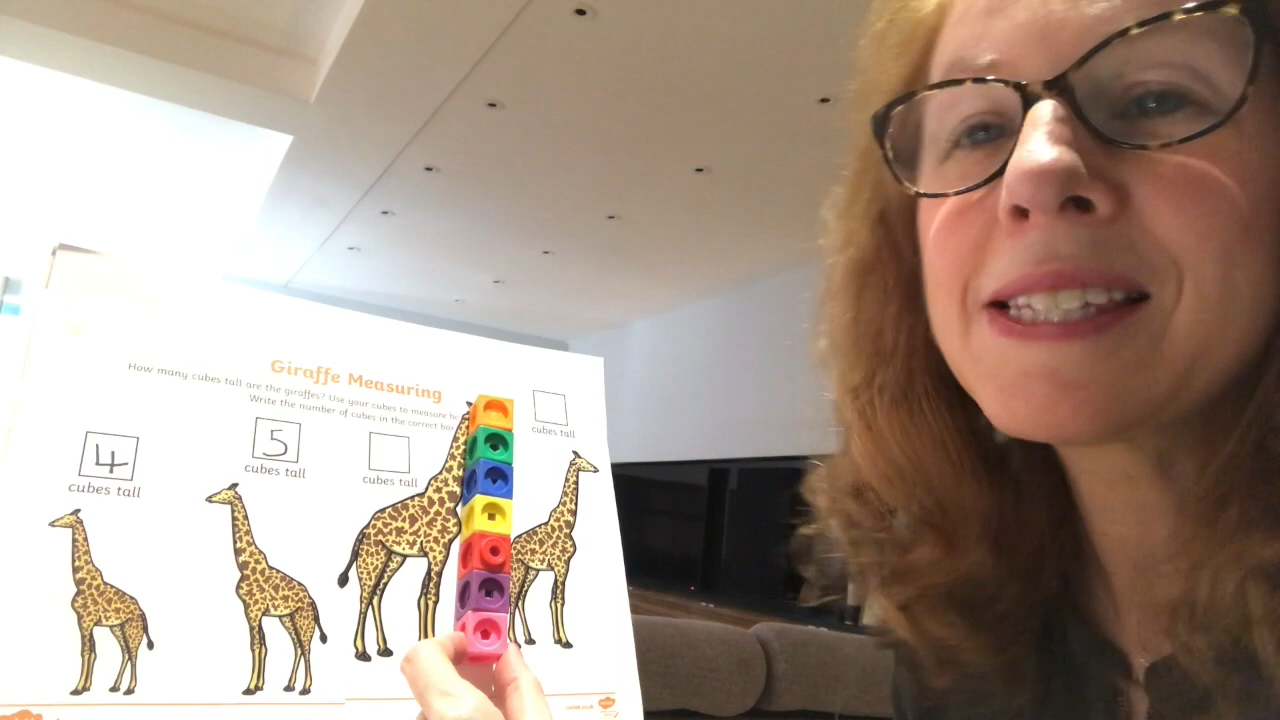 Giraffe Measuring
How many cubes tall are the giraffes? Use your cubes to measure
Write the number of cubes in the correct
4
cubes tall
5
cubes tall
cubes tall
cubes tall